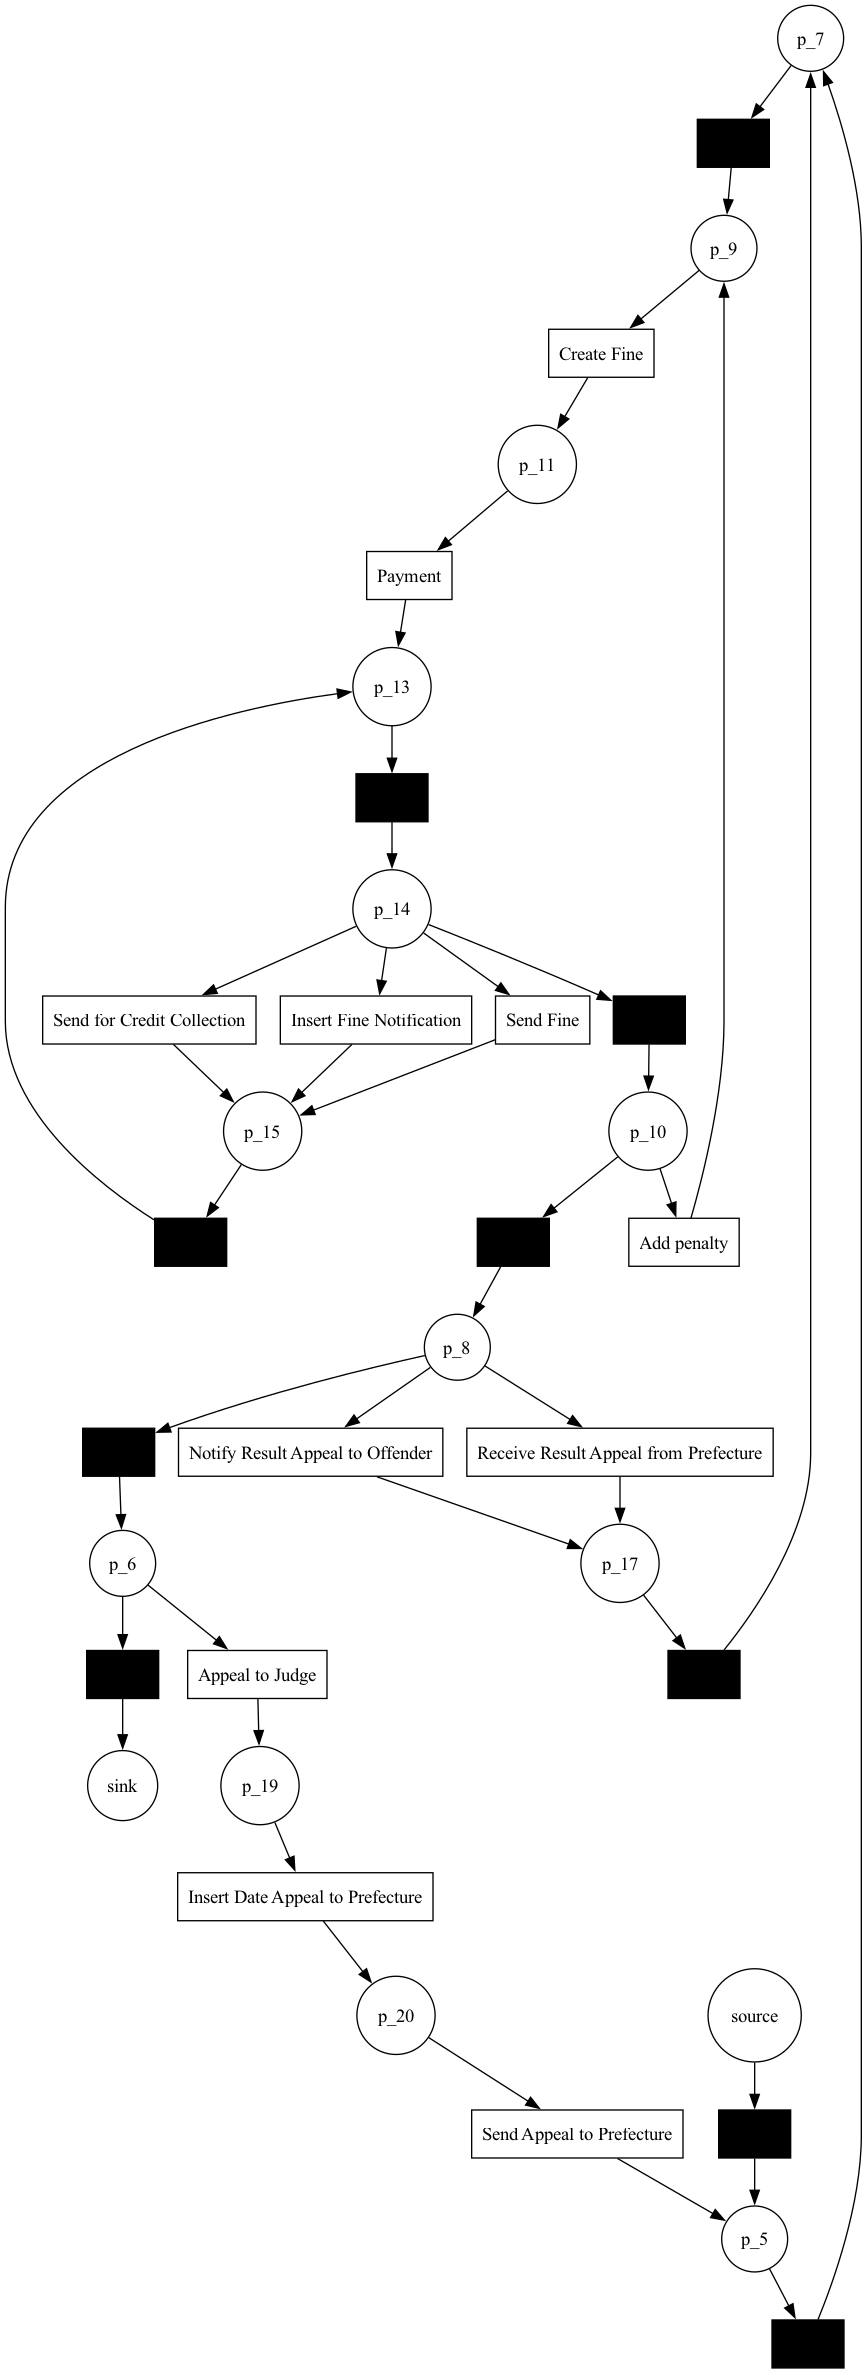 p_7
p_9
Create Fine
p_11
Payment
p_13
p_14
Send for Credit Collection
Insert Fine Notification
Send Fine
p_15
p_10
Add penalty
p_8
Notify Result Appeal to Offender
Receive Result Appeal from Prefecture
p_6
p_17
Appeal to Judge
sink
p_19
Insert Date Appeal to Prefecture
p_20
source
Send Appeal to Prefecture
p_5